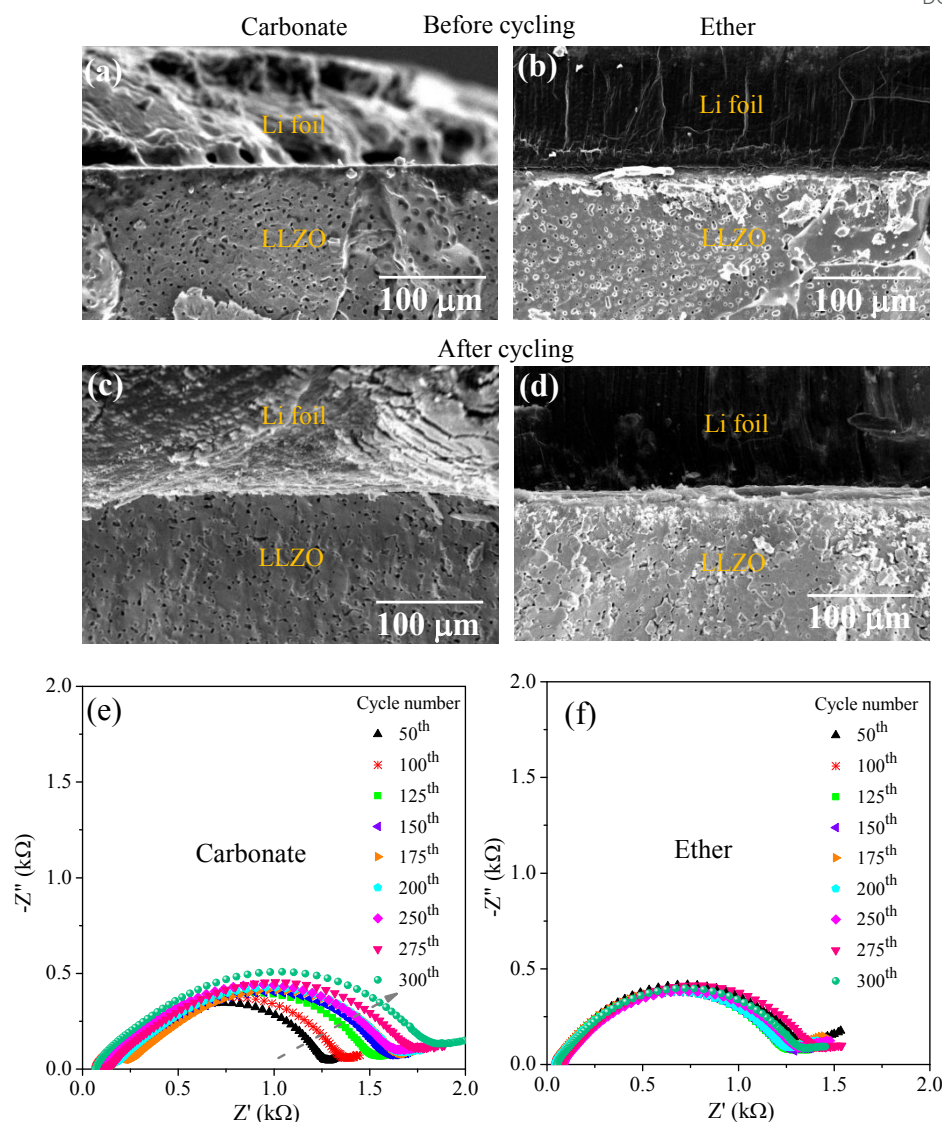 Carbonate Before cycling Ether
(a) (b)
Li foil Li foil
LLZO LLZO
100 μm 100 μm
After cycling
(c) (d)
Li foil Li foil
LLZO LLZO
100 μm 100 μm
(e)
2.0
1.5
1.0
0.5
0.0
-Z" (kΩ)
Cycle number
50th
100th
125th
150th
175th
200th
250th
275th
300th
Carbonate
0.0 0.5 1.0 1.5 2.0
Z' (kΩ)
(f)
2.0
1.5
1.0
0.5
0.0
-Z" (kΩ)
Cycle number
50th
100th
125th
150th
175th
200th
250th
275th
300th
Ether
0.0 0.5 1.0 1.5 2.0
Z' (kΩ)